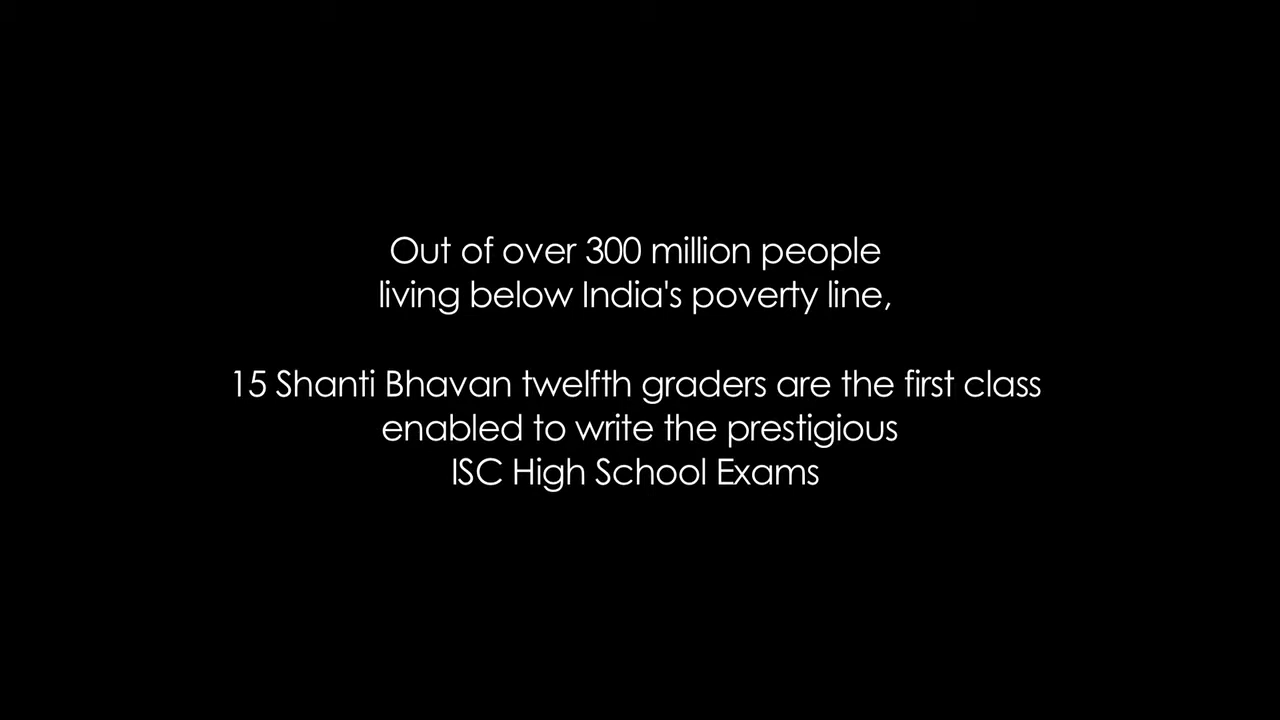 Out of over 300 million people
living below India's poverty line,
15 Shanti Bhavan twelfth graders are the first class
enabled to write the prestigious
ISC High School Exams